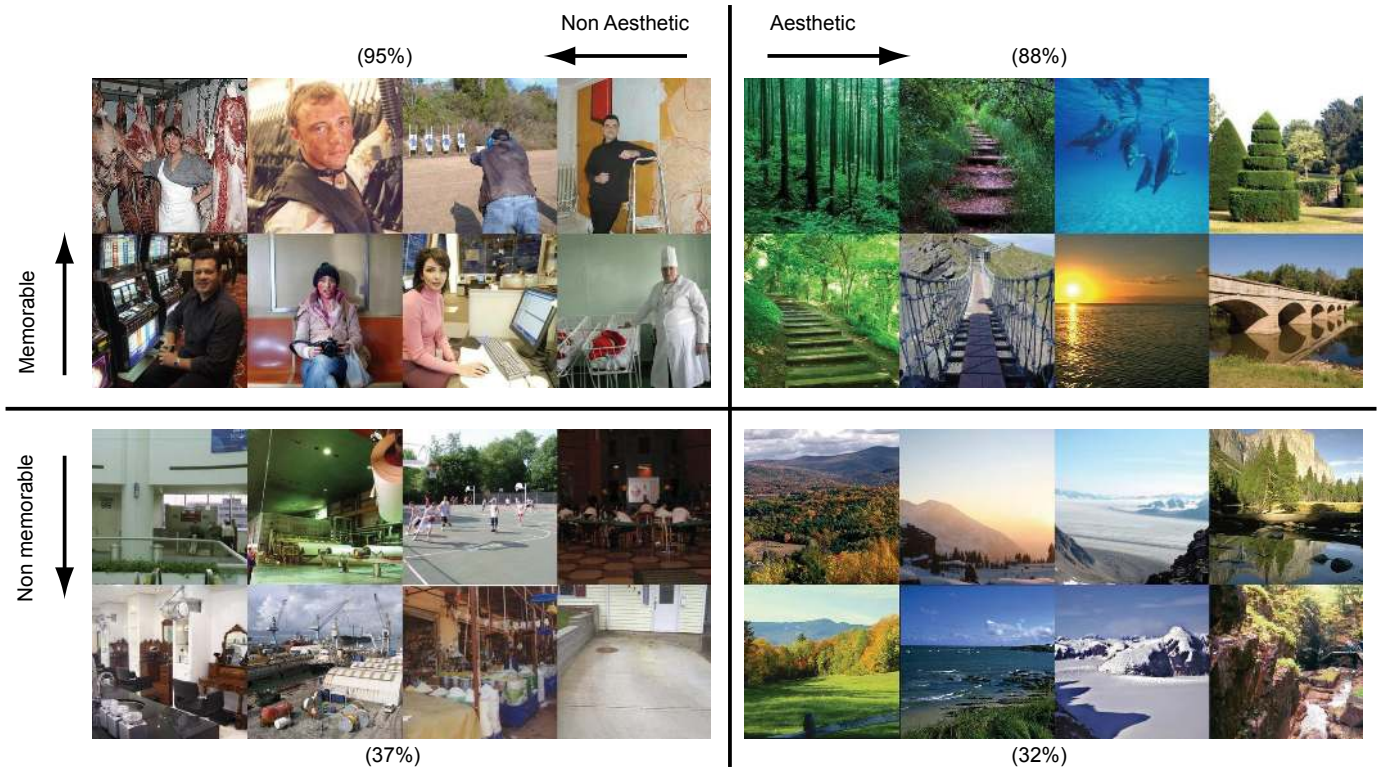 Non Aesthetic
Aesthetic
(95%)
(88%)
Memorable
Non memorable
(37%)
(32%)